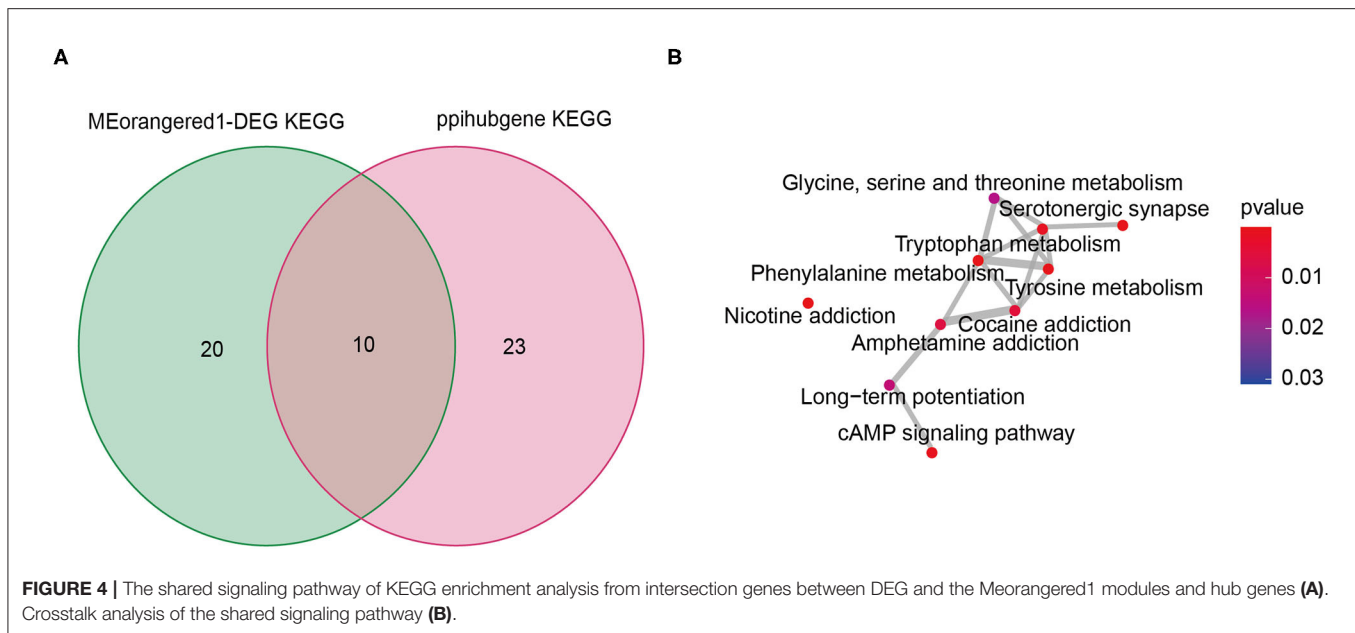 A
B
MEorangered1-DEG KEGG
ppihubgene KEGG
20
10
23
Glycine, serine and threonine metabolism
Serotonergic synapse
Tryptophan metabolism
Phenylalanine metabolism
Tyrosine metabolism
Nicotine addiction
Cocaine addiction
Amphetamine addiction
Long−term potentiation
cAMP signaling pathway
pvalue
0.01
0.02
0.03
FIGURE 4 | The shared signaling pathway of KEGG enrichment analysis from intersection genes between DEG and the Meorangered1 modules and hub genes (A).
Crosstalk analysis of the shared signaling pathway (B).